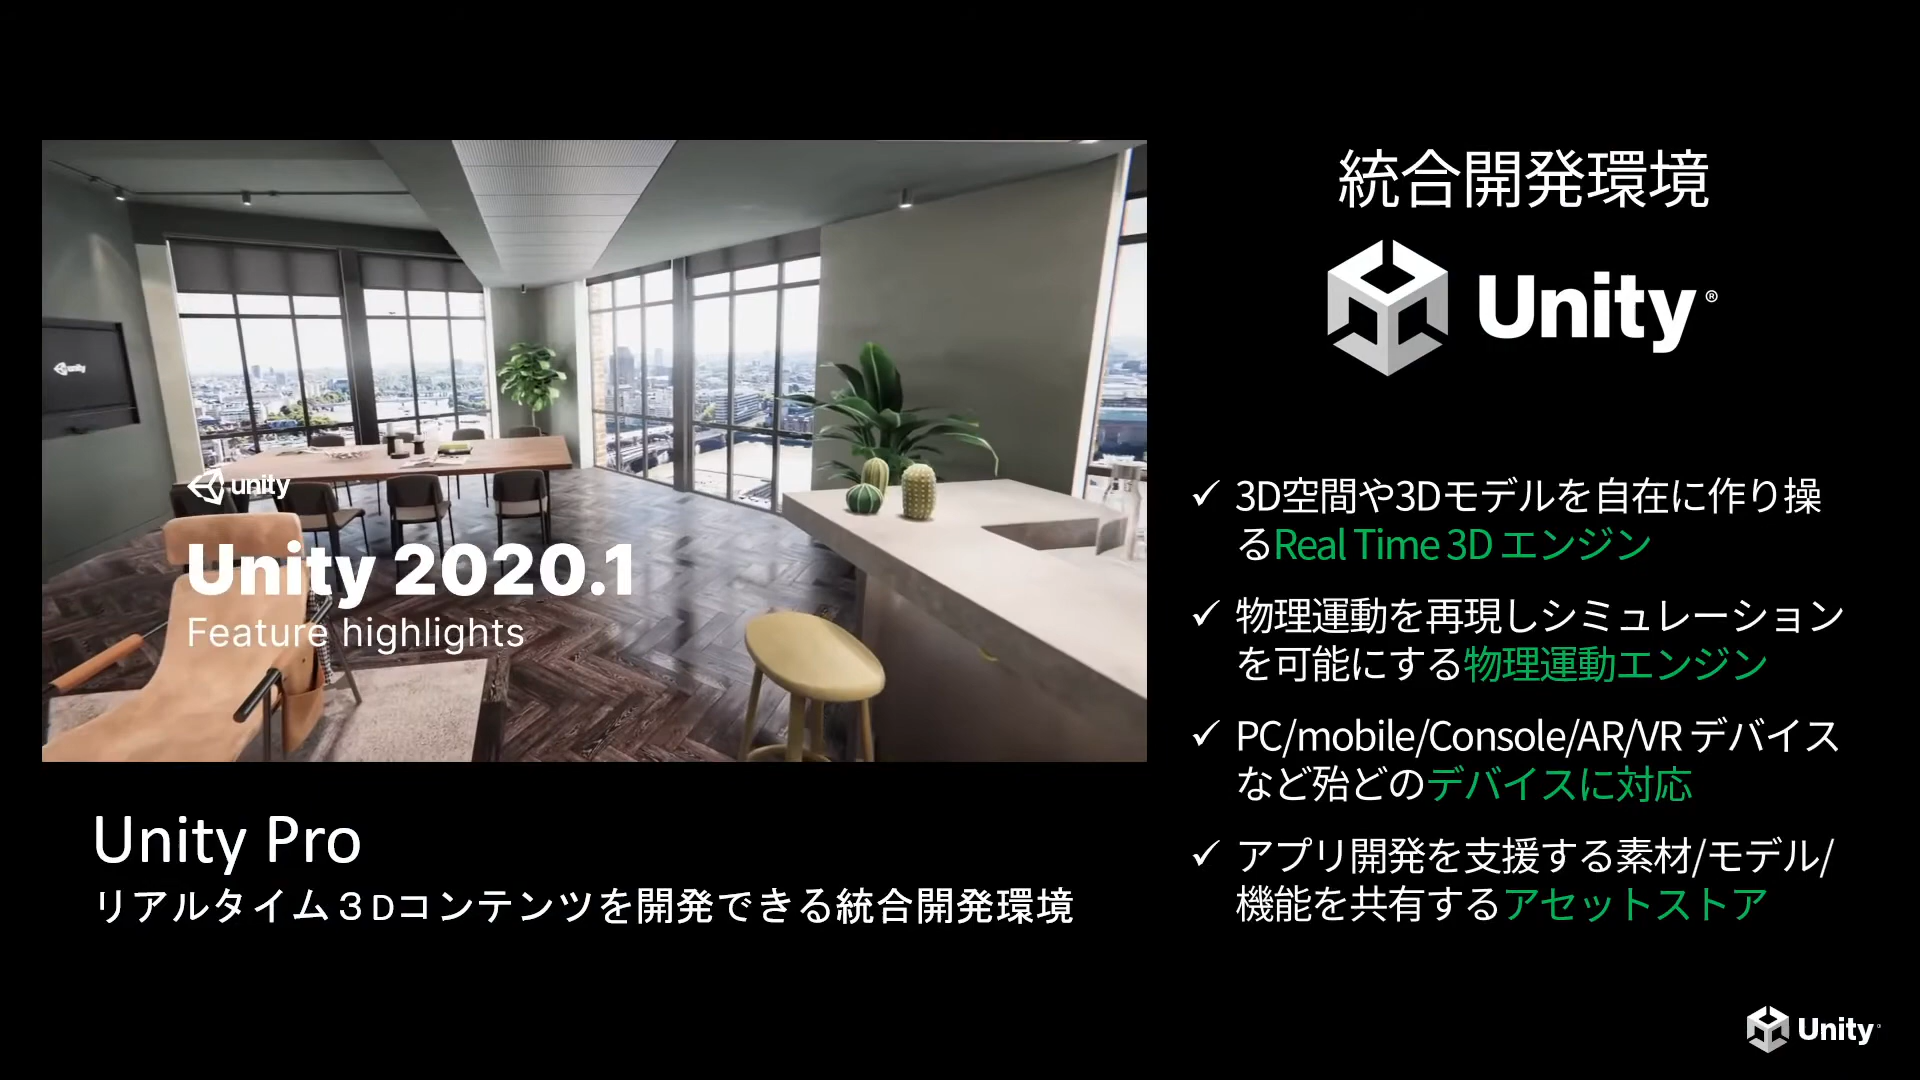 unity
unity
Unity 2020.1
Feature highlights
Unity Pro
リアルタイム３Dコンテンツを開発できる統合開発環境
統合開発環境
Unity®
✓ 3D空間や3Dモデルを自在に作り操
るReal Time 3D エンジン
✓ 物理運動を再現しシミュレーション
を可能にする物理運動エンジン
✓ PC/mobile/Console/AR/VR デバイス
など殆どのデバイスに対応
✓ アプリ開発を支援する素材/モデル/
機能を共有するアセットストア
Unity